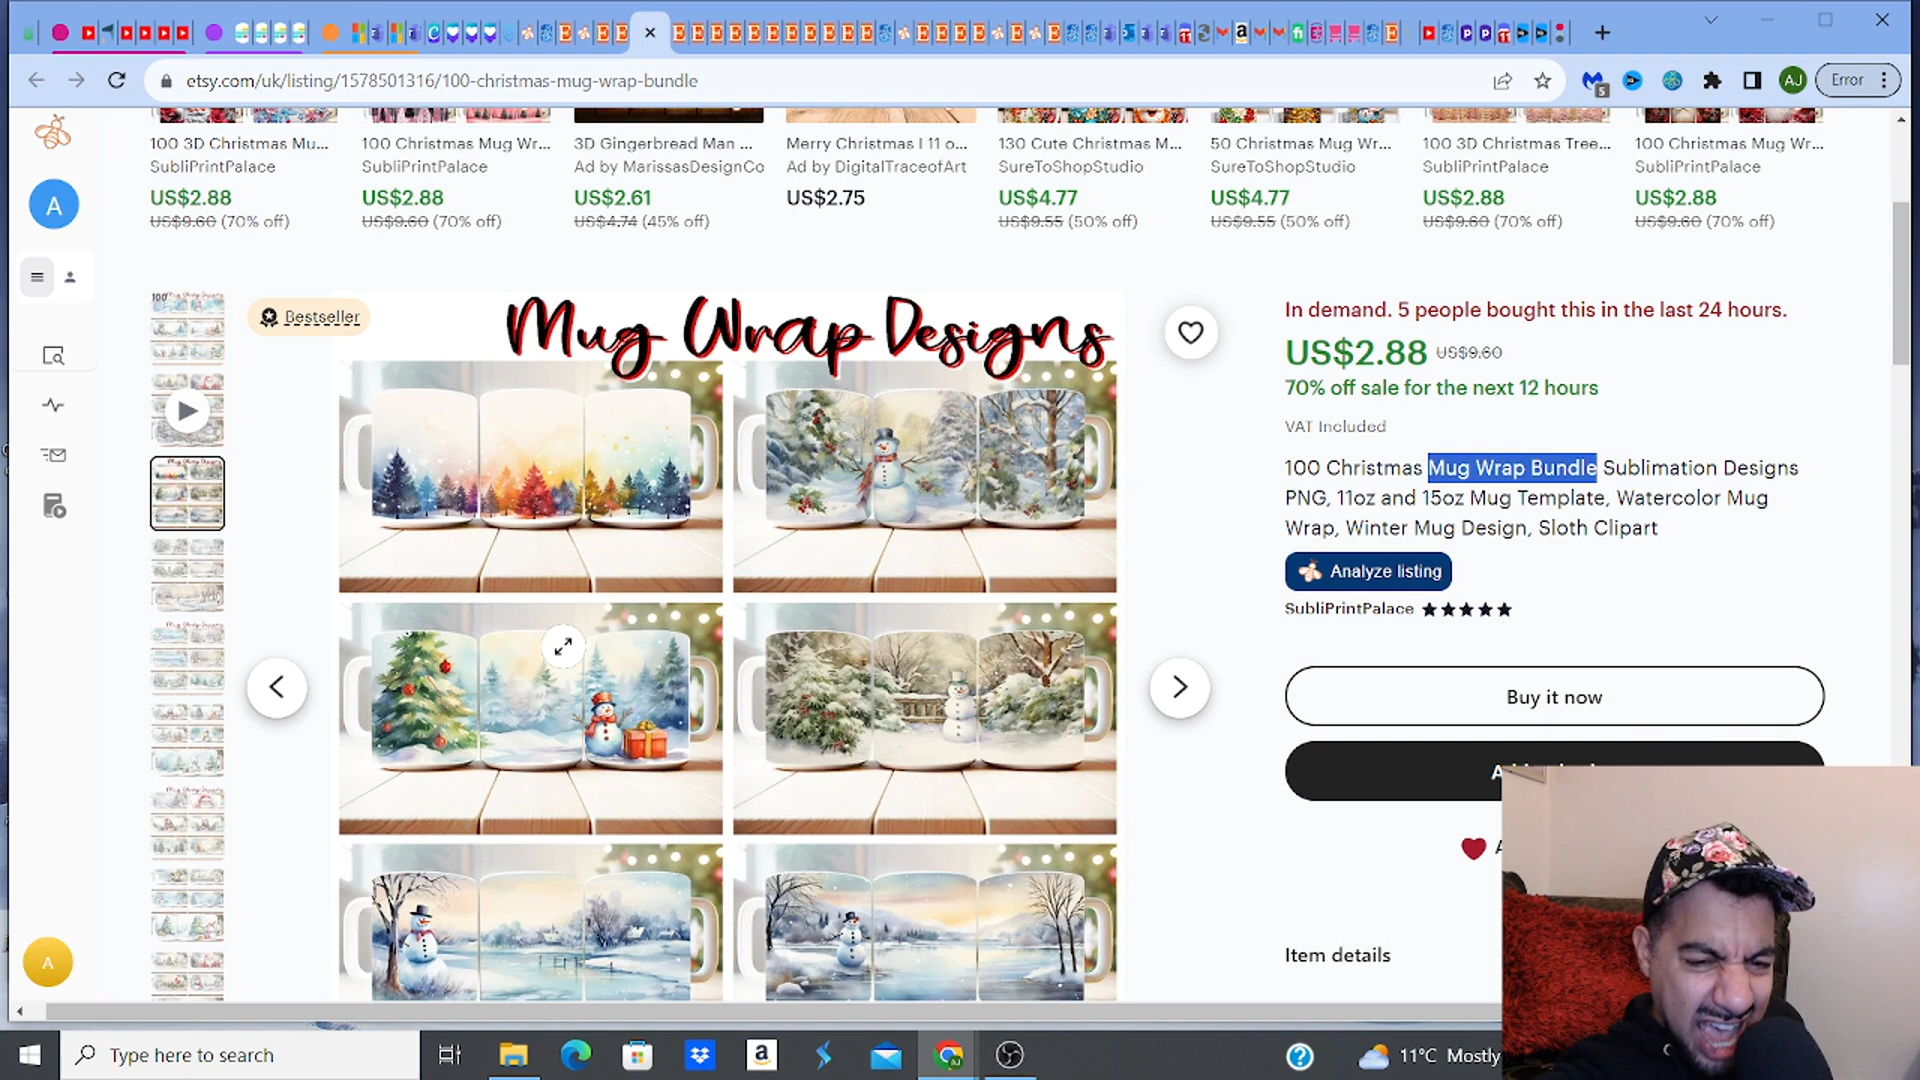 etsy.com/uk/listing/1578501316/100-christmas-mug-wrap-bundle
5
AJ
Error
100 3D Christmas Mu...
SubliPrintPalace
US$2.88
US$9.60 (70% off)
100 Christmas Mug Wr...
SubliPrintPalace
US$2.88
US$9.60 (70% off)
3D Gingerbread Man ...
Ad by MarissasDesignCo
US$2.61
US$4.74 (45% off)
Merry Christmas I 11 o...
Ad by DigitalTraceofArt
US$2.75
130 Cute Christmas M...
SureToShopStudio
US$4.77
US$9.55 (50% off)
50 Christmas Mug Wr...
SureToShopStudio
US$4.77
US$9.55 (50% off)
100 3D Christmas Tree...
SubliPrintPalace
US$2.88
US$9.60 (70% off)
100 Christmas Mug Wr...
SubliPrintPalace
US$2.88
US$9.60 (70% off)
A
Bestseller
Mug Wrap Designs
In demand. 5 people bought this in the last 24 hours.
US$2.88 US$9.60
70% off sale for the next 12 hours
VAT Included
100 Christmas Mug Wrap Bundle Sublimation Designs
PNG, 11oz and 15oz Mug Template, Watercolor Mug
Wrap, Winter Mug Design, Sloth Clipart
Analyze listing
SubliPrintPalace
Buy it now
Item details
A
Type here to search
11°C Mostly